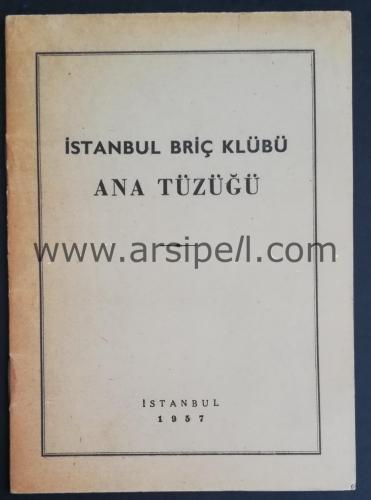 İSTANBUL BRİÇ KLÜBÜ
ANA TÜZÜĞÜ
www.arsipell.com
İSTANBUL
1957